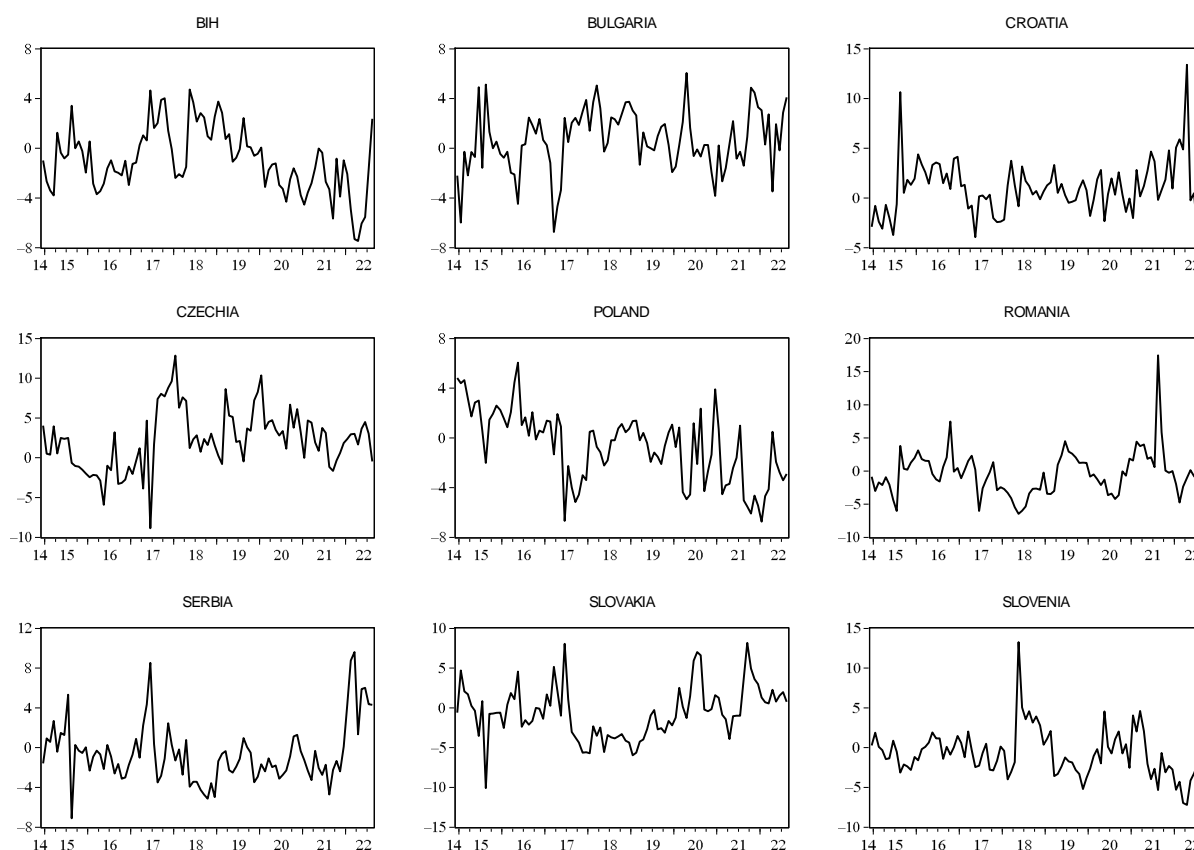 BIH BULGARIA CROATIA
8 8 15
4 4 10
0 0 5
–4 –4 0
–8 –8 –5
14 15 16 17 18 19 20 21 22 14 15 16 17 18 19 20 21 22 14 15 16 17 18 19 20 21
CZECHIA POLAND ROMANIA
15 8 20
10 4 15
5 0 10
0 –4 5
–5 –8 0
–10 –5
–10
14 15 16 17 18 19 20 21 22 14 15 16 17 18 19 20 21 22 14 15 16 17 18 19 20 21
SERBIA SLOVAKIA SLOVENIA
12 10 15
8 5 10
4 0 5
0 –5 0
–4 –10 –5
–8 –15 –10
14 15 16 17 18 19 20 21 22 14 15 16 17 18 19 20 21 22 14 15 16 17 18 19 20 21